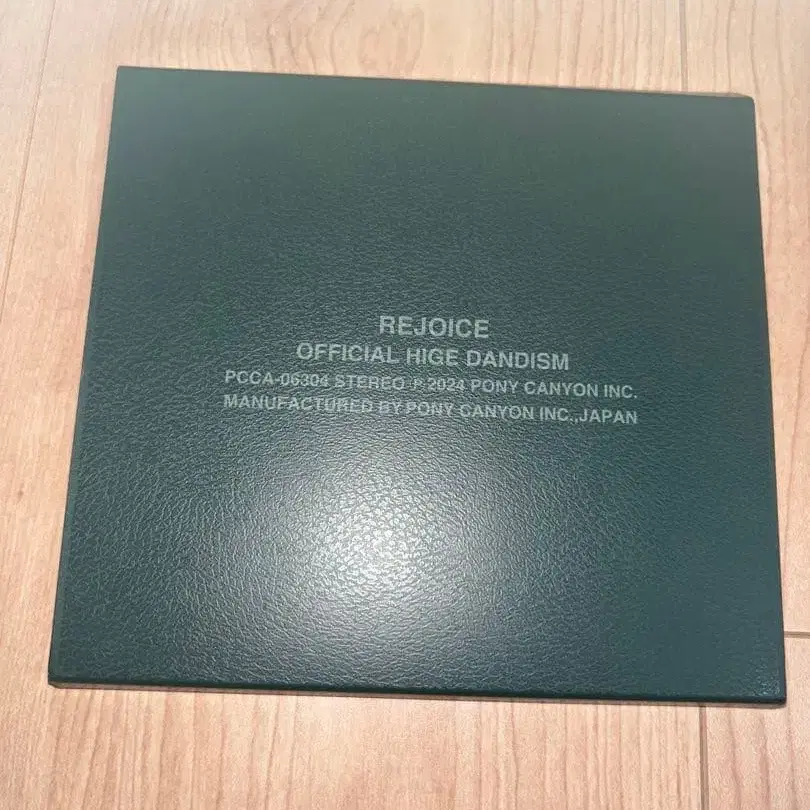 REJOICE
OFFICIAL HIGE DANDISM
PCCA-06304 STEREO ℗ 2024 PONY CANYON INC.
MANUFACTURED BY PONY CANYON INC.,JAPAN